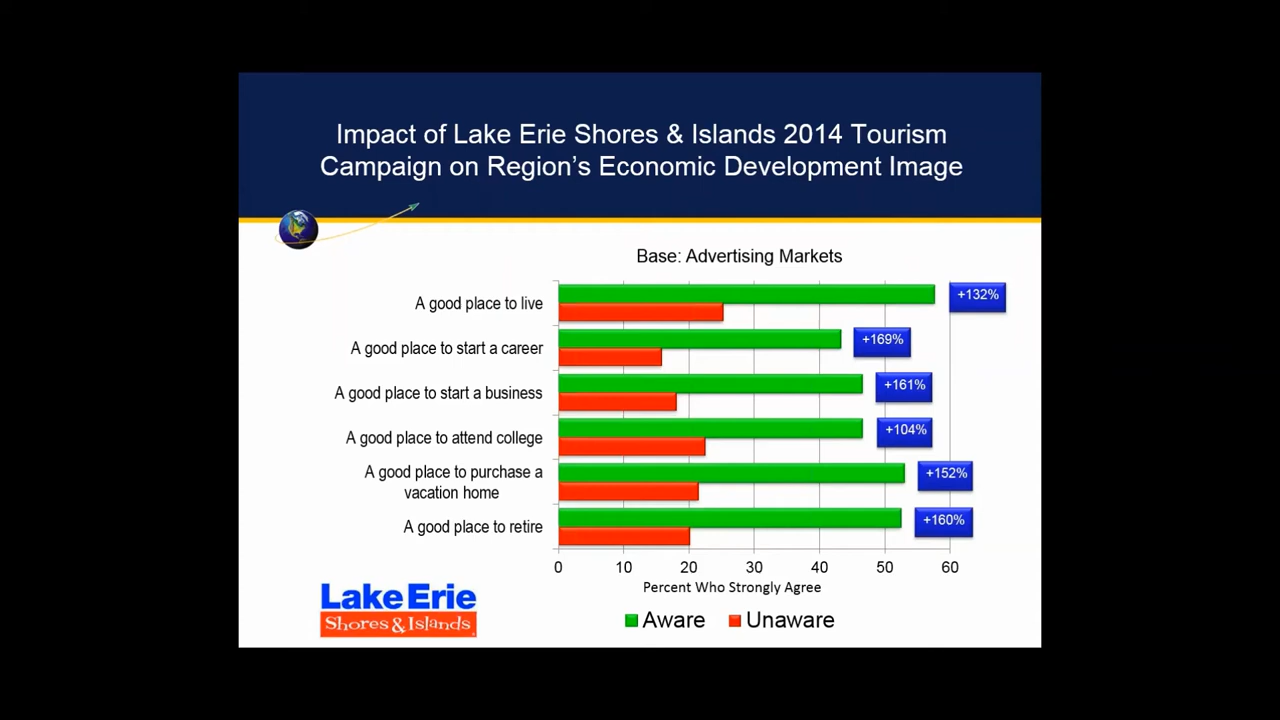 Impact of Lake Erie Shores & Islands 2014 Tourism
Campaign on Region's Economic Development Image
Base: Advertising Markets
A good place to live
+132%
A good place to start a career
+169%
A good place to start a business
+161%
A good place to attend college
+104%
A good place to purchase a
vacation home
+152%
A good place to retire
+160%
0 10 20 30 40 50 60
Percent Who Strongly Agree
Aware Unaware
Lake Erie
Shores & Islands